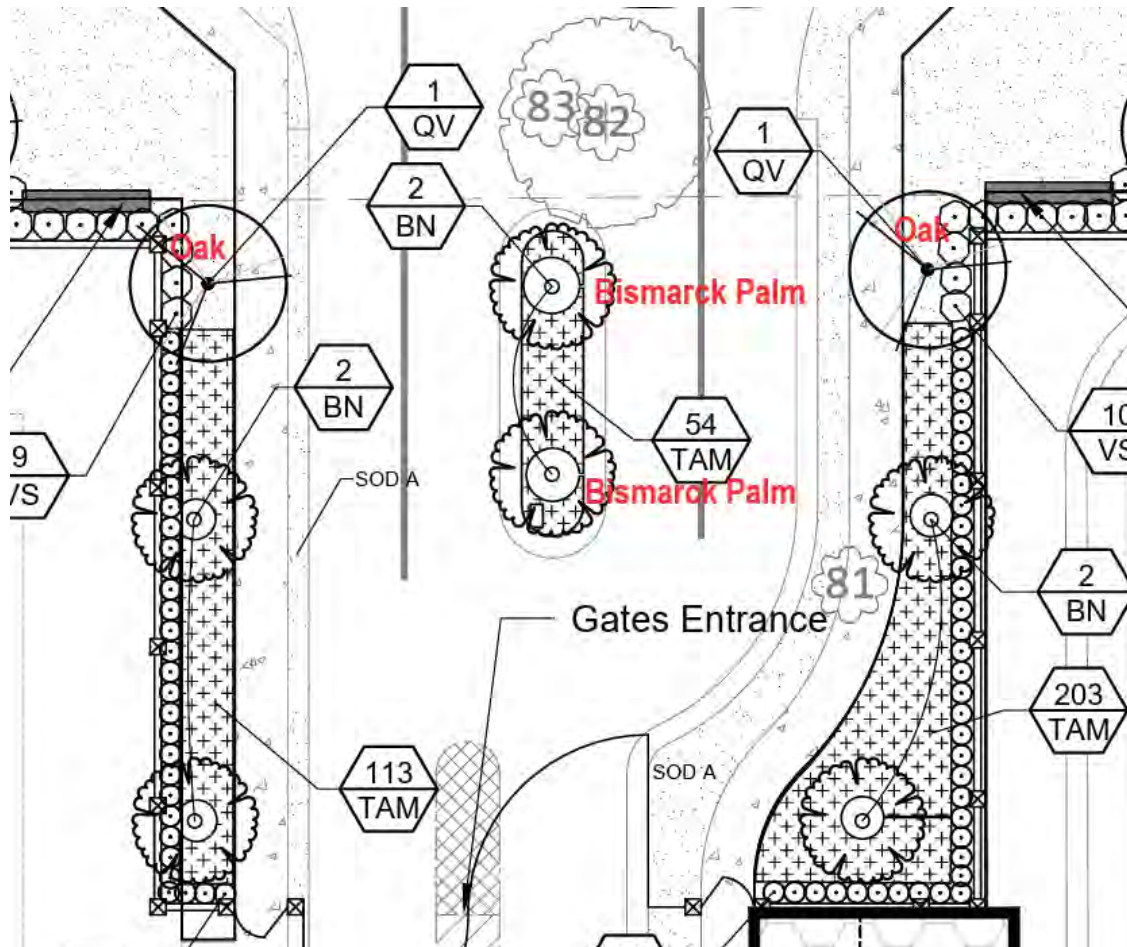 1
QV
83
82
1
QV
2
BN
Oak
Oak
Bismarck Palm
2
BN
54
TAM
10
VS
9
VS
SOD A
Bismarck Palm
81
2
BN
Gates Entrance
203
TAM
113
TAM
SOD A